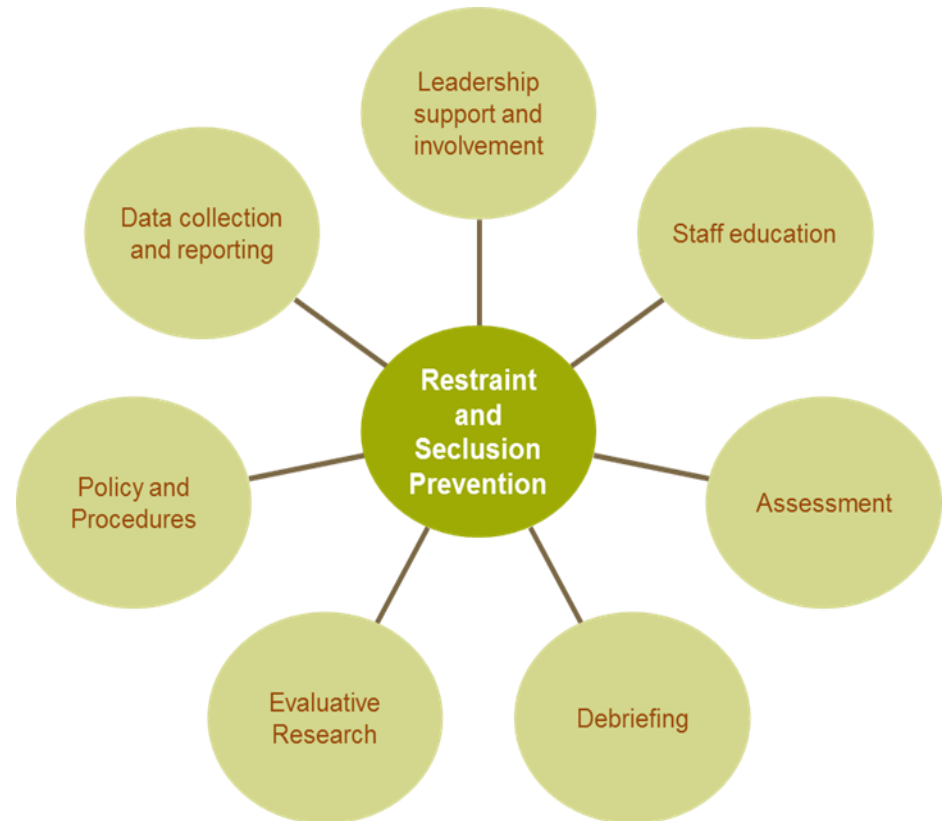 Leadership
support and
involvement
Data collection
and reporting
Staff education
Restraint
and
Seclusion
Prevention
Policy and
Procedures
Assessment
Evaluative
Research
Debriefing